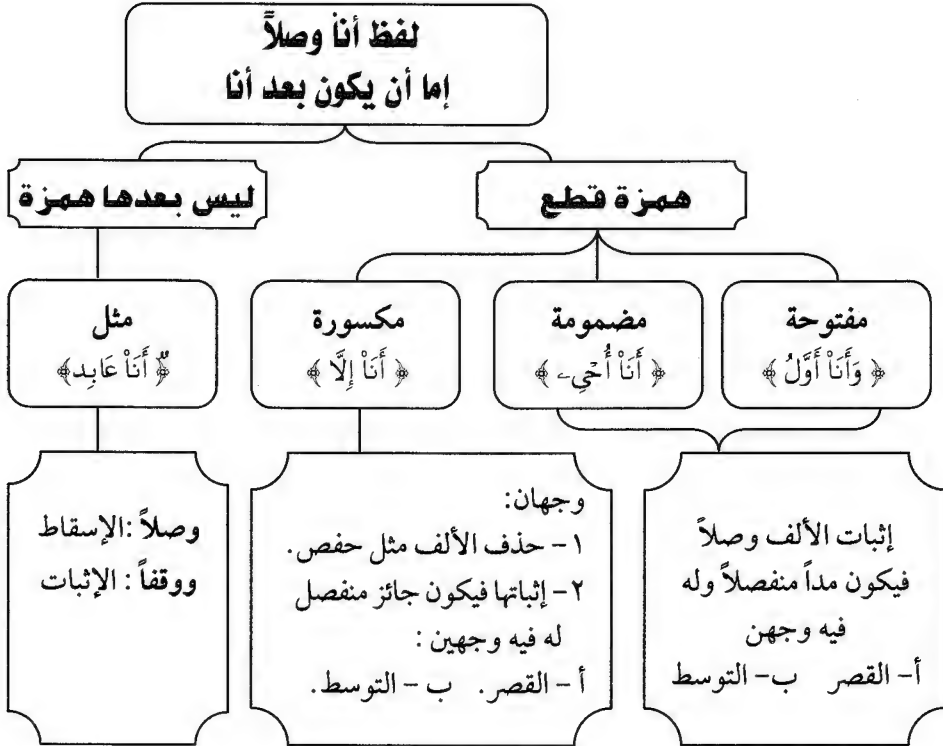 لفظ أنا وصلاً
إما أن يكون بعد أنا
همزة قطع
ليس بعدها همزة
مفتوحة
﴿ وَأَنَا۠ أَوَّلُ ﴾
مضمومة
﴿ أَنَا۠ أُحْيِۦ ﴾
مكسورة
﴿ أَنَا۠ إِلَّا ﴾
مثل
﴿ أَنَا۠ عَابِدٌ ﴾
إثبات الألف وصلاً
فيكون مداً منفصلاً وله
فيه وجهن
أ- القصر ب- التوسط
وجهان:
١- حذف الألف مثل حفص.
٢- إثباتها فيكون جائز منفصل
له فيه وجهين :
أ - القصر. ب - التوسط.
وصلاً :الإسقاط
ووقفاً : الإثبات